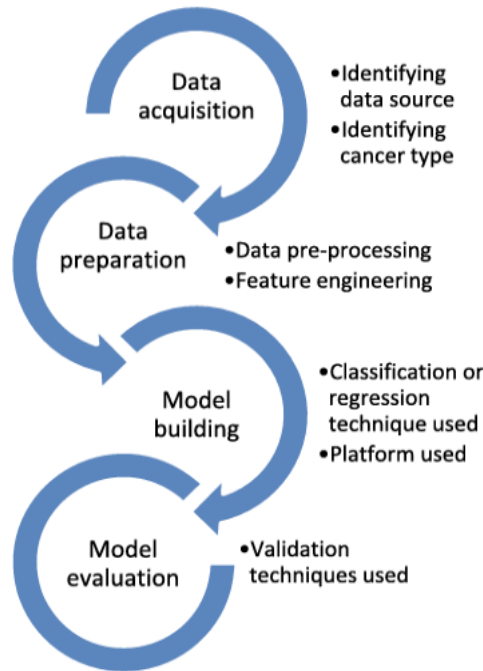 Data
acquisition
•Identifying
data source
•Identifying
cancer type
Data
preparation
•Data pre-processing
•Feature engineering
Model
building
•Classification or
regression
technique used
•Platform used
Model
evaluation
•Validation
techniques used